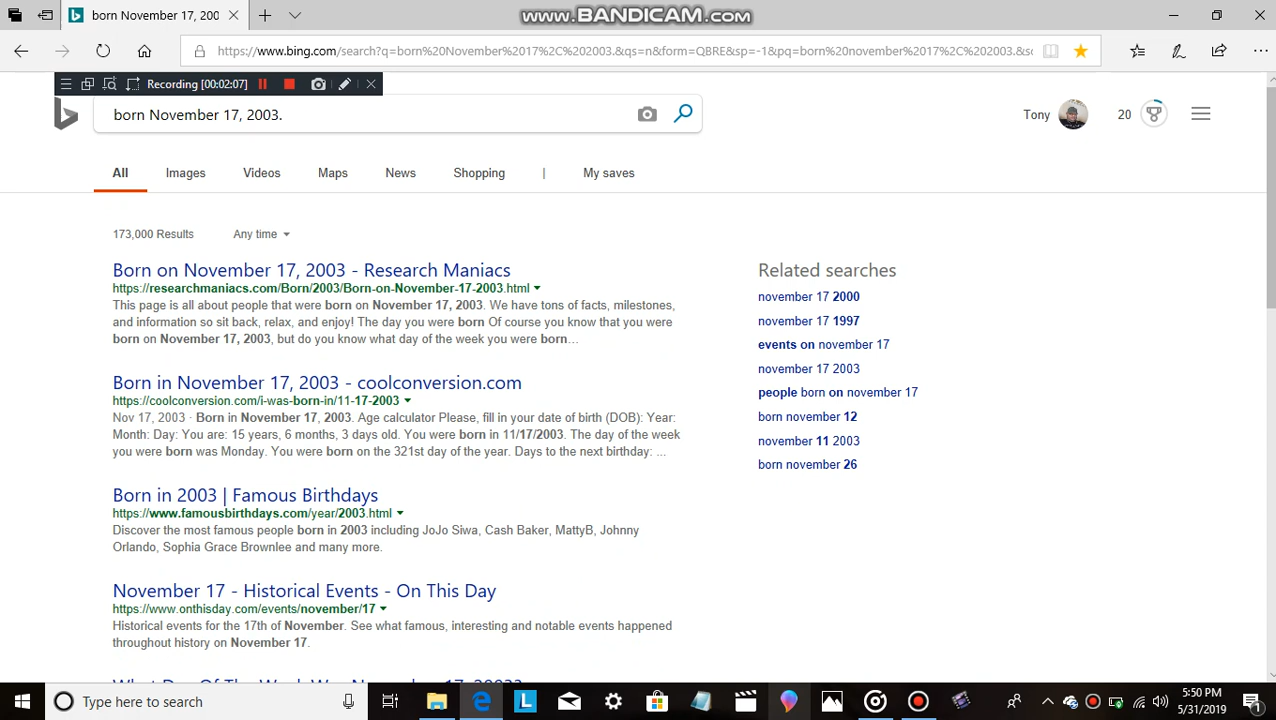 born November 17, 200
www.BANDICAM.com
https://www.bing.com/search?q=born%20November%2017%2C%202003.&qs=n&form=QBRE&sp=-1&pq=born%20november%2017%2C%202003.&sc
Recording [00:02:07]
born November 17, 2003.
Tony
20
All
Images
Videos
Maps
News
Shopping
|
My saves
173,000 Results
Any time
Born on November 17, 2003 - Research Maniacs
https://researchmaniacs.com/Born/2003/Born-on-November-17-2003.html
This page is all about people that were born on November 17, 2003. We have tons of facts, milestones,
and information so sit back, relax, and enjoy! The day you were born Of course you know that you were
born on November 17, 2003, but do you know what day of the week you were born...
Born in November 17, 2003 - coolconversion.com
https://coolconversion.com/i-was-born-in/11-17-2003
Nov 17, 2003 · Born in November 17, 2003. Age calculator Please, fill in your date of birth (DOB): Year:
Month: Day: You are: 15 years, 6 months, 3 days old. You were born in 11/17/2003. The day of the week
you were born was Monday. You were born on the 321st day of the year. Days to the next birthday: ...
Born in 2003 | Famous Birthdays
https://www.famousbirthdays.com/year/2003.html
Discover the most famous people born in 2003 including JoJo Siwa, Cash Baker, MattyB, Johnny
Orlando, Sophia Grace Brownlee and many more.
November 17 - Historical Events - On This Day
https://www.onthisday.com/events/november/17
Historical events for the 17th of November. See what famous, interesting and notable events happened
throughout history on November 17.
What Day Of The Week Was November 17, 2003?
Related searches
november 17 2000
november 17 1997
events on november 17
november 17 2003
people born on november 17
born november 12
november 11 2003
born november 26
Type here to search
3:50 PM
5/31/2019